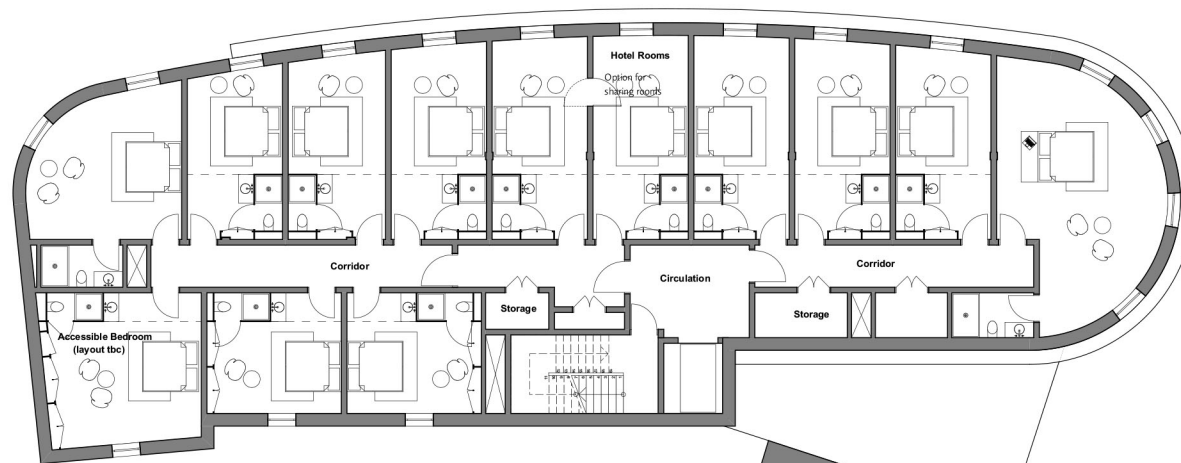 Hotel Rooms
Option for
sharing rooms
Corridor
Circulation
Corridor
Storage
Storage
Accessible Bedroom
(layout tbc)